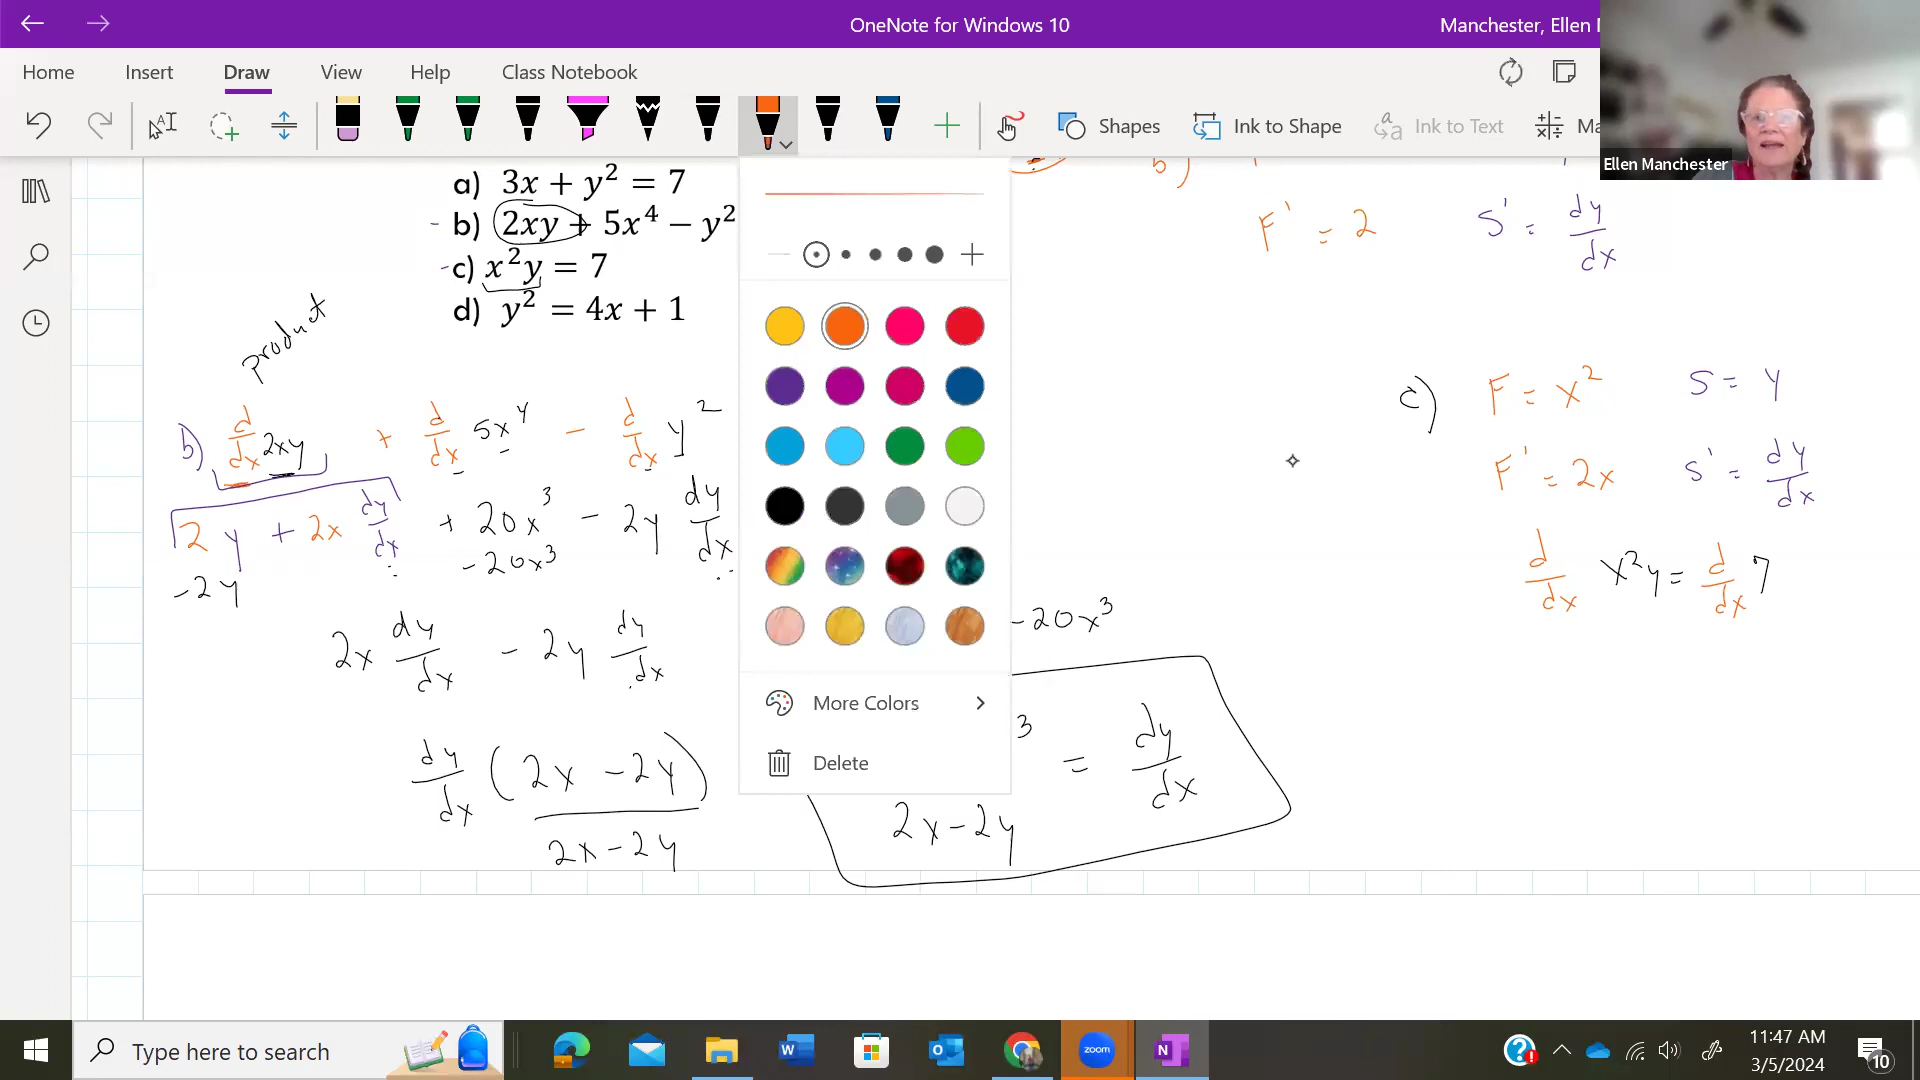 OneNote for Windows 10
Manchester, Ellen
Home Insert Draw View Help Class Notebook
Shapes Ink to Shape Ink to Text Ma
Ellen Manchester
a) 3x + y² = 7
b) 2xy + 5x⁴ − y²
c) x²y = 7
d) y² = 4x + 1
product
b)
F' = 2 S' = dy/dx
c) F = x² S = y
F' = 2x S' = dy/dx
d/dx x²y = d/dx 7
b) d/dx 2xy + d/dx 5x⁴ − d/dx y²
2y + 2x dy/dx + 20x³ − 2y dy/dx
−2y −20x³
2x dy/dx − 2y dy/dx −20x³
dy/dx (2x − 2y)
2x − 2y
3 = dy/dx
2x − 2y
More Colors
Delete
Type here to search
zoom
11:47 AM
3/5/2024
10